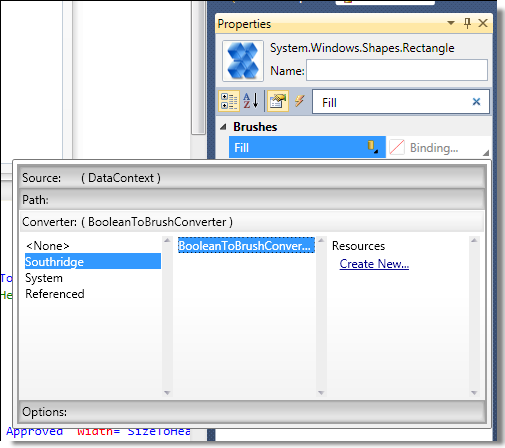 Properties
System.Windows.Shapes.Rectangle
Name:
Fill
Brushes
Fill Binding...
Source: ( DataContext )
Path:
Converter: ( BooleanToBrushConverter )
<None> BooleanToBrushConver... Resources
Southridge Create New...
System
Referenced
To
He
Options:
Approved" Width="SizeToHea